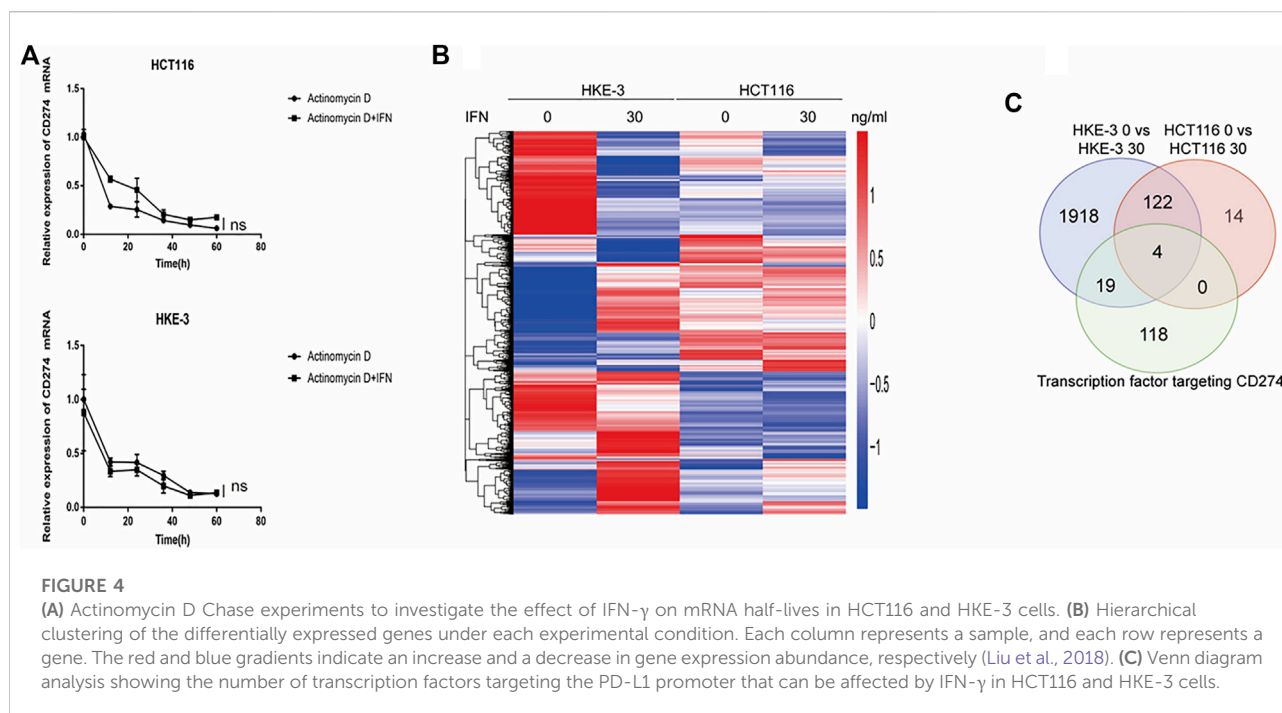 A
HCT116
Relative expression of CD274 mRNA
1.5
1.0
0.5
0.0
0 20 40 60 80
Time(h)
Actinomycin D
Actinomycin D+IFN
ns
HKE-3
Relative expression of CD274 mRNA
1.5
1.0
0.5
0.0
0 20 40 60 80
Time(h)
Actinomycin D
Actinomycin D+IFN
ns
B
HKE-3 HCT116
IFN 0 30 0 30 ng/ml
1
0.5
0
-0.5
-1
C
HKE-3 0 vs
HKE-3 30
HCT116 0 vs
HCT116 30
1918 122 14
4
19 0
118
Transcription factor targeting CD274
FIGURE 4
(A) Actinomycin D Chase experiments to investigate the effect of IFN-γ on mRNA half-lives in HCT116 and HKE-3 cells. (B) Hierarchical
clustering of the differentially expressed genes under each experimental condition. Each column represents a sample, and each row represents a
gene. The red and blue gradients indicate an increase and a decrease in gene expression abundance, respectively (Liu et al., 2018). (C) Venn diagram
analysis showing the number of transcription factors targeting the PD-L1 promoter that can be affected by IFN-γ in HCT116 and HKE-3 cells.